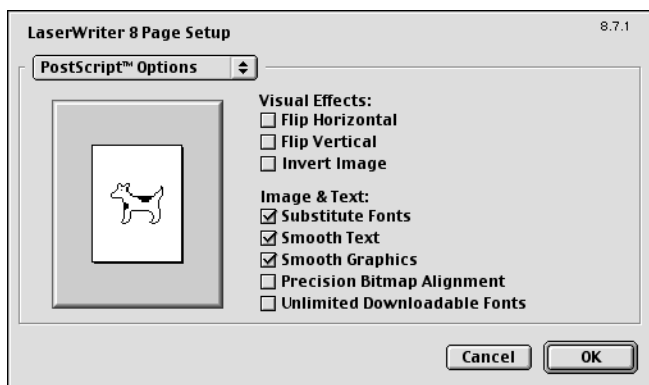 LaserWriter 8 Page Setup
8.7.1
PostScript™ Options
Visual Effects:
Flip Horizontal
Flip Vertical
Invert Image
Image & Text:
Substitute Fonts
Smooth Text
Smooth Graphics
Precision Bitmap Alignment
Unlimited Downloadable Fonts
Cancel
OK